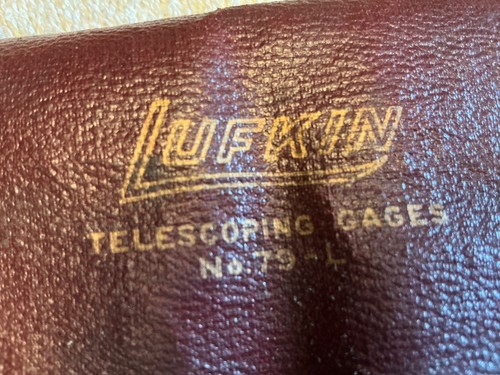 LUFKIN
TELESCOPING GAGES
No. 79-L